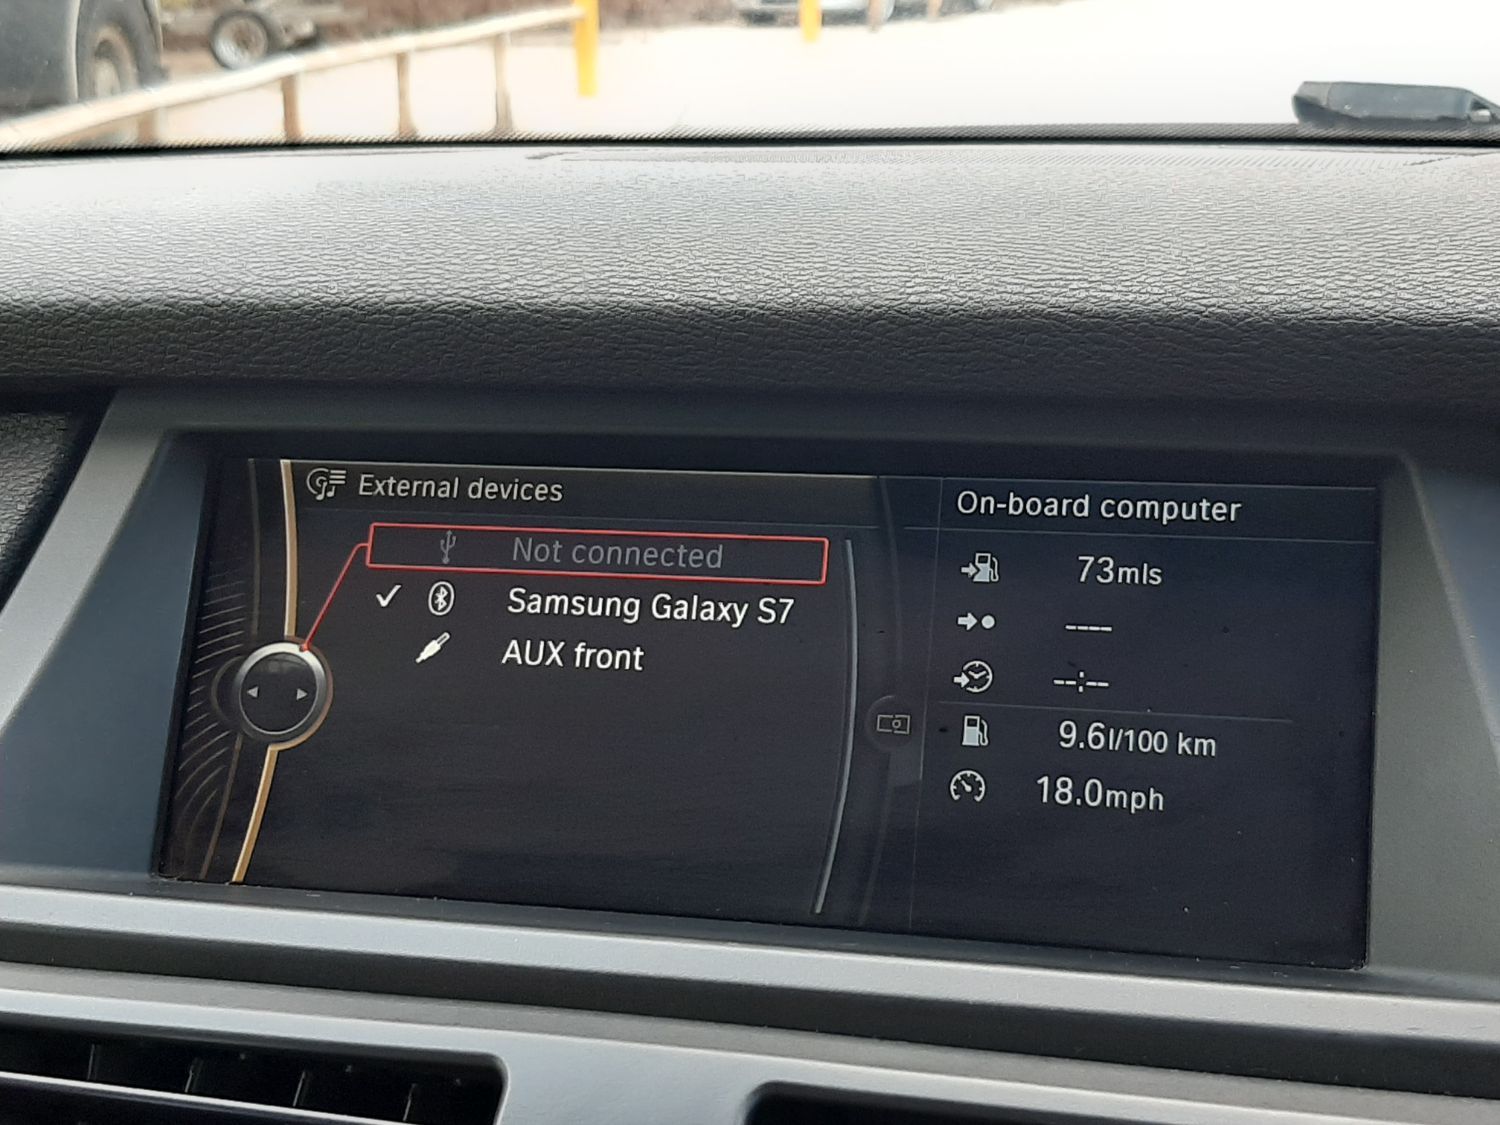 External devices
Not connected
Samsung Galaxy S7
AUX front
On-board computer
73mls
----
--:--
9.6l/100 km
18.0mph